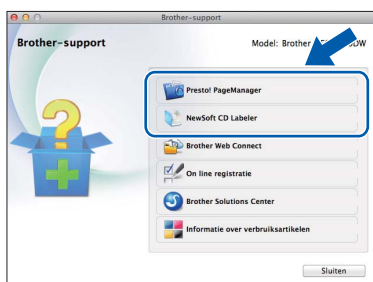 Brother-support
Brother-support
Model: Brother DW
Presto! PageManager
NewSoft CD Labeler
Brother Web Connect
On line registratie
Brother Solutions Center
Informatie over verbruiksartikelen
Sluiten